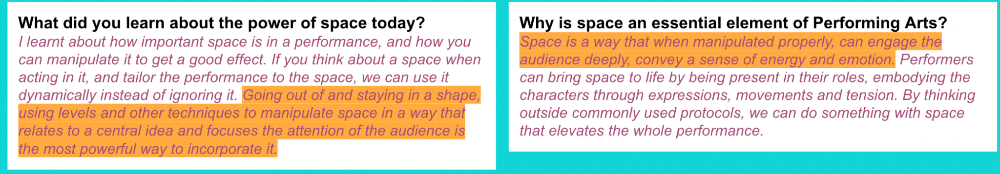 What did you learn about the power of space today?
I learnt about how important space is in a performance, and how you
can manipulate it to get a good effect. If you think about a space when
acting in it, and tailor the performance to the space, we can use it
dynamically instead of ignoring it. Going out of and staying in a shape,
using levels and other techniques to manipulate space in a way that
relates to a central idea and focuses the attention of the audience is
the most powerful way to incorporate it.
Why is space an essential element of Performing Arts?
Space is a way that when manipulated properly, can engage the
audience deeply, convey a sense of energy and emotion. Performers
can bring space to life by being present in their roles, embodying the
characters through expressions, movements and tension. By thinking
outside commonly used protocols, we can do something with space
that elevates the whole performance.